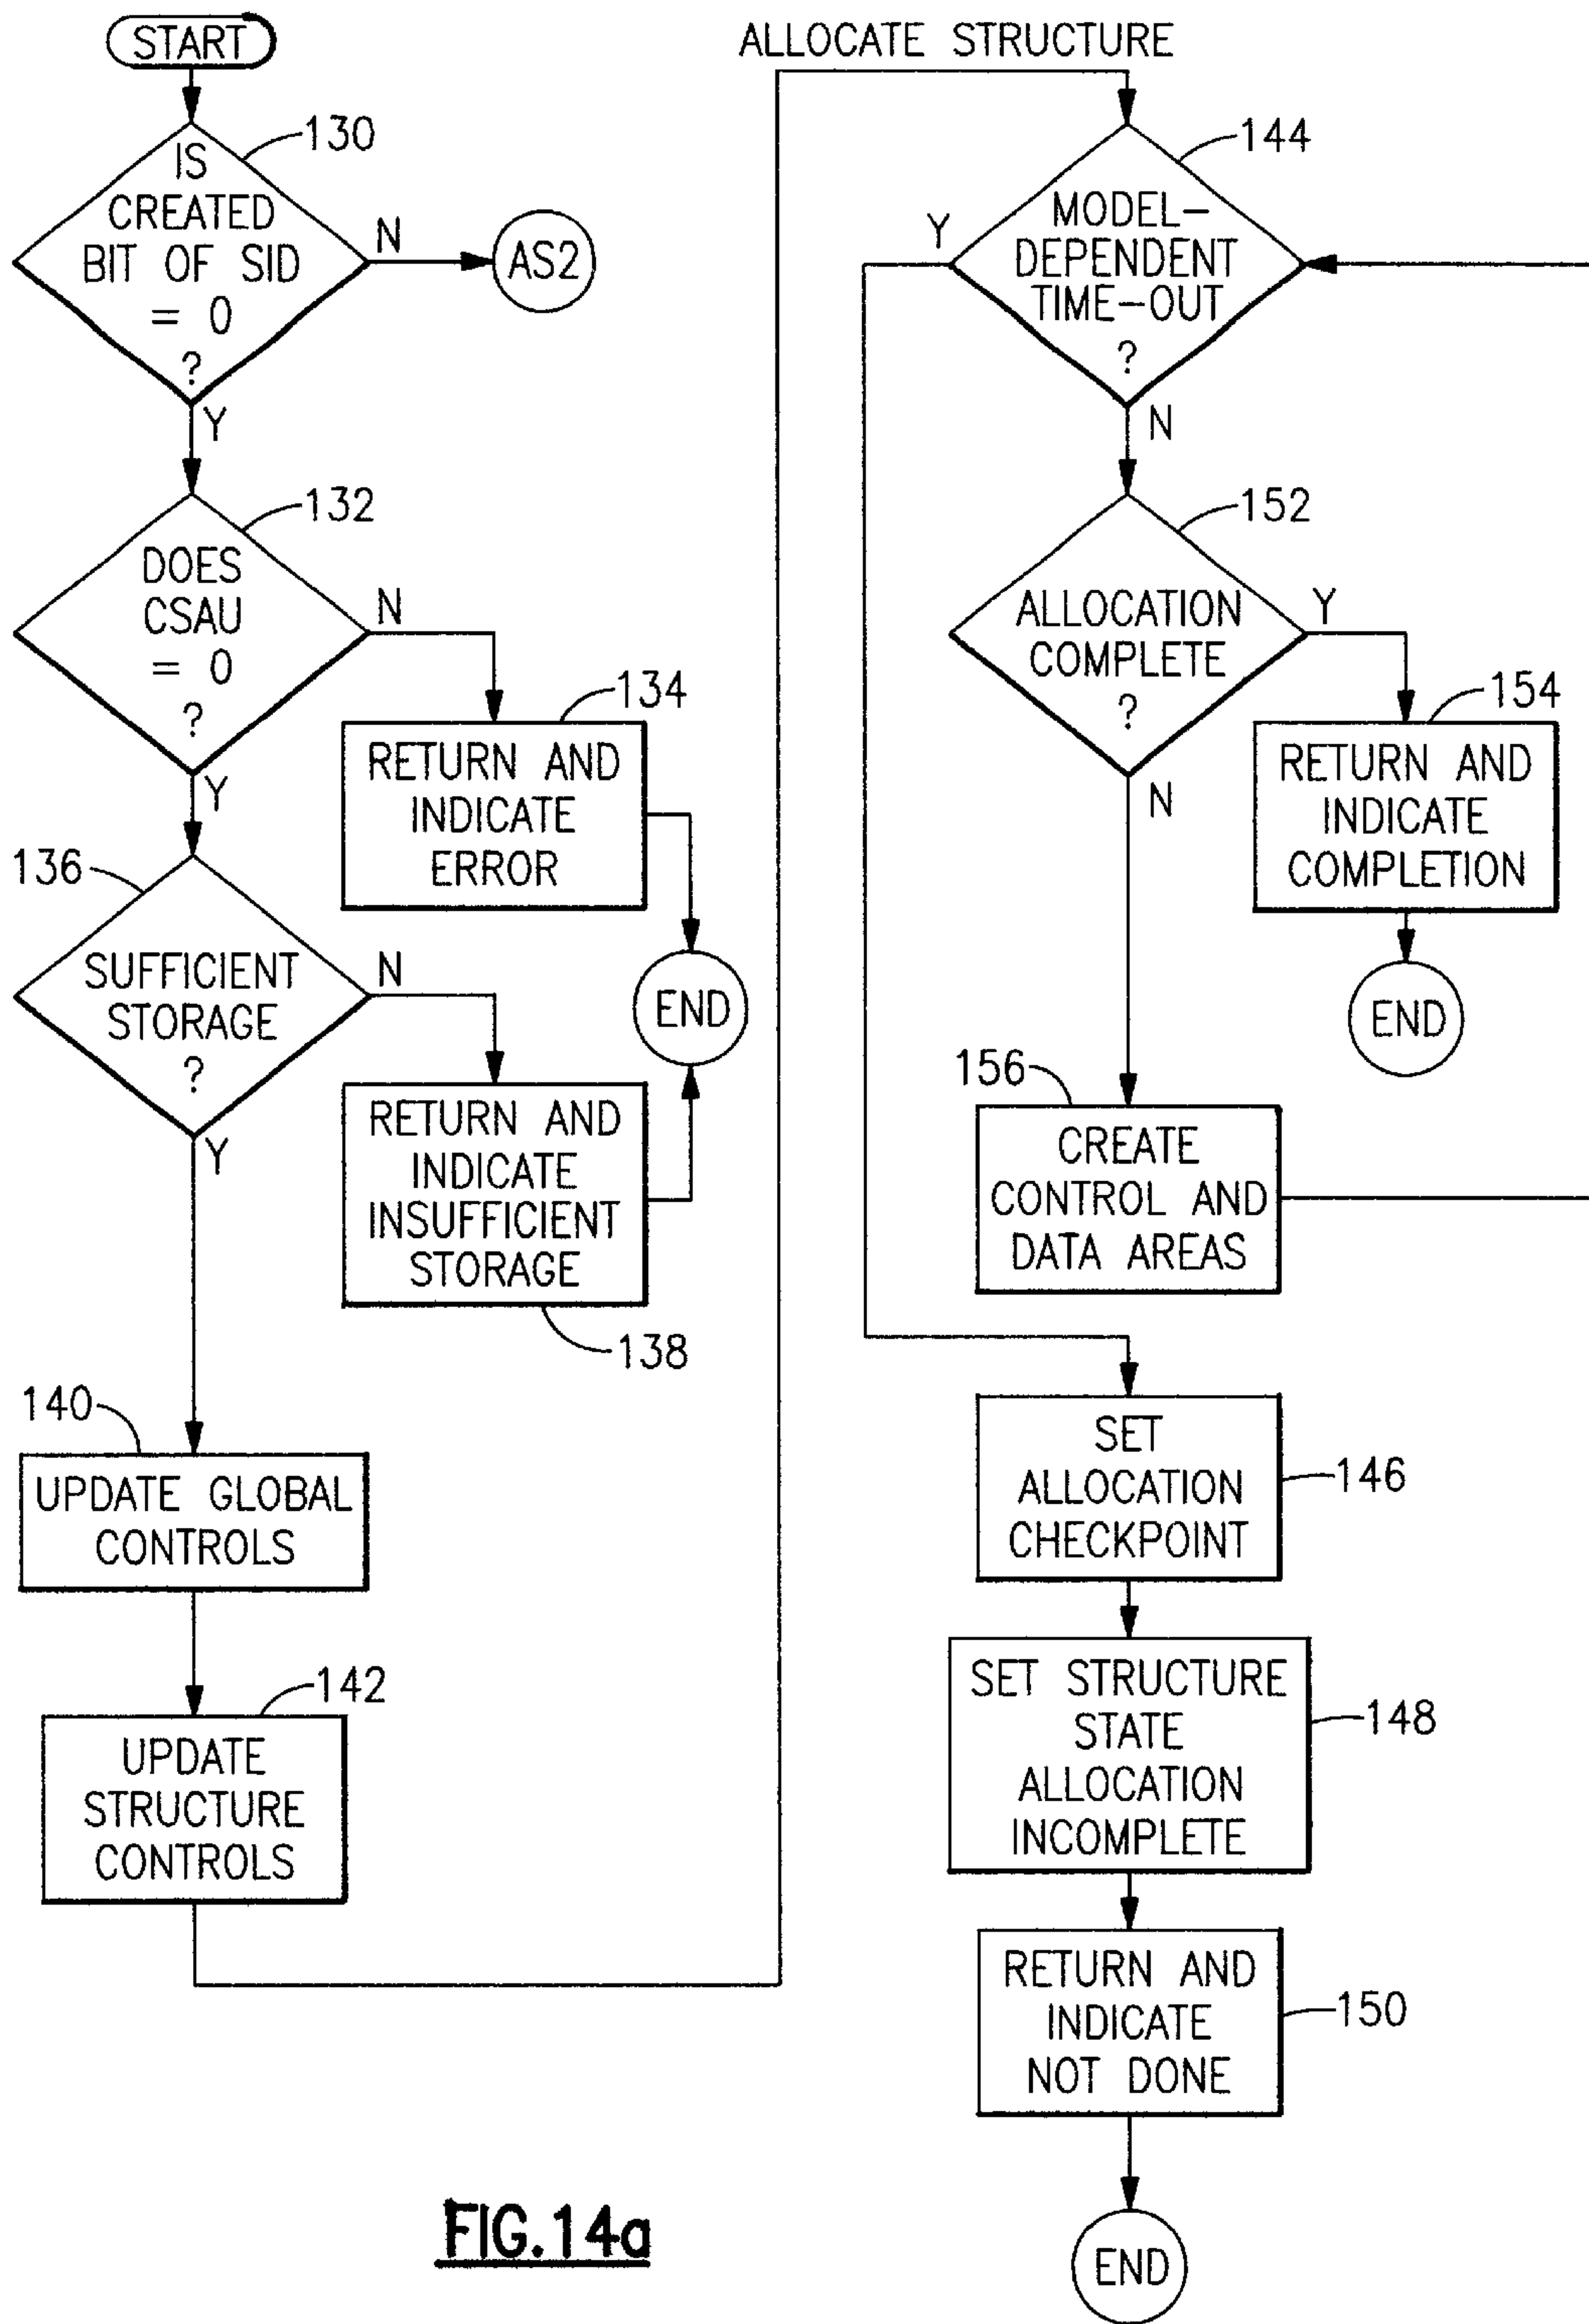 START
130
IS
CREATED
BIT OF SID
= 0
?
N
AS2
Y
132
DOES
CSAU
= 0
?
N
Y
134
RETURN AND
INDICATE
ERROR
136
SUFFICIENT
STORAGE
?
N
END
Y
RETURN AND
INDICATE
INSUFFICIENT
STORAGE
138
140
UPDATE GLOBAL
CONTROLS
142
UPDATE
STRUCTURE
CONTROLS
ALLOCATE STRUCTURE
144
MODEL-
DEPENDENT
TIME-OUT
?
Y
N
152
ALLOCATION
COMPLETE
?
Y
N
154
RETURN AND
INDICATE
COMPLETION
END
156
CREATE
CONTROL AND
DATA AREAS
SET
ALLOCATION
CHECKPOINT
146
SET STRUCTURE
STATE
ALLOCATION
INCOMPLETE
148
RETURN AND
INDICATE
NOT DONE
150
END
FIG.14a